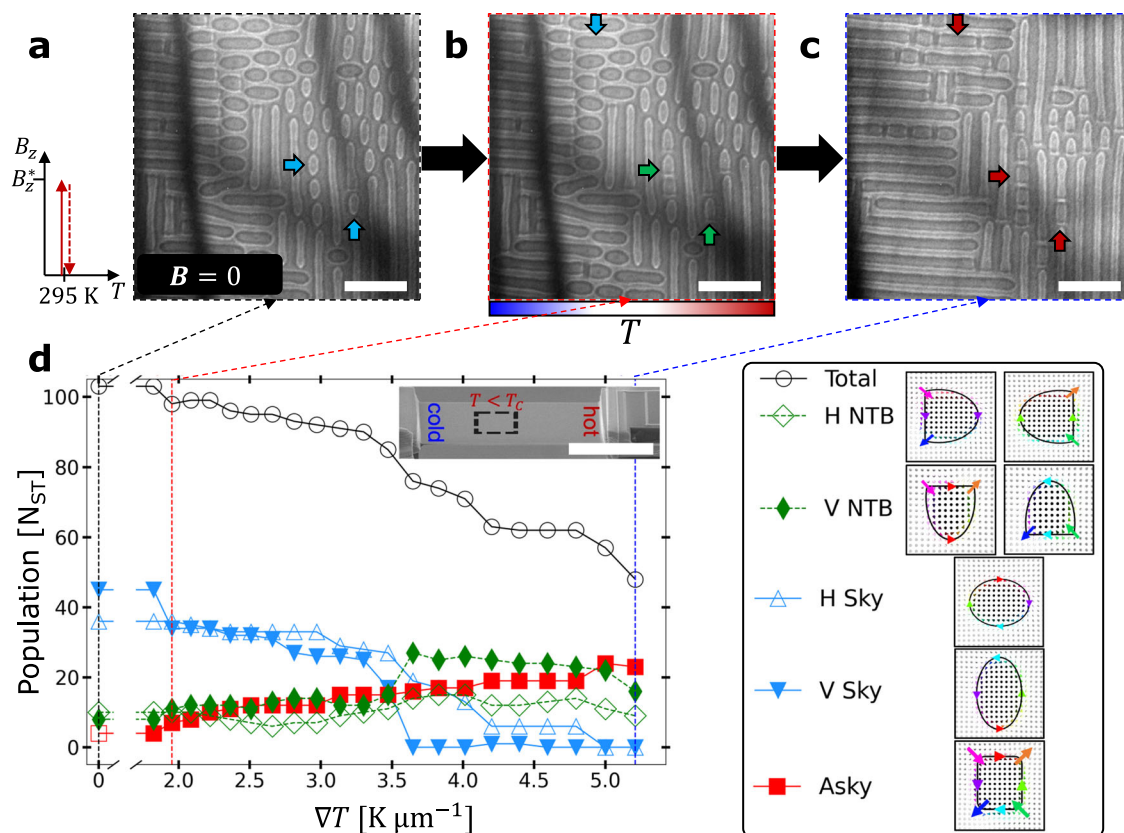 a
b
c
B_z
B_z^*
295 K
T
B = 0
T
d
100
80
60
40
20
0
Population [N_ST]
0
2.0
2.5
3.0
3.5
4.0
4.5
5.0
∇T [K μm⁻¹]
cold
T < T_C
hot
Total
H NTB
V NTB
H Sky
V Sky
Asky